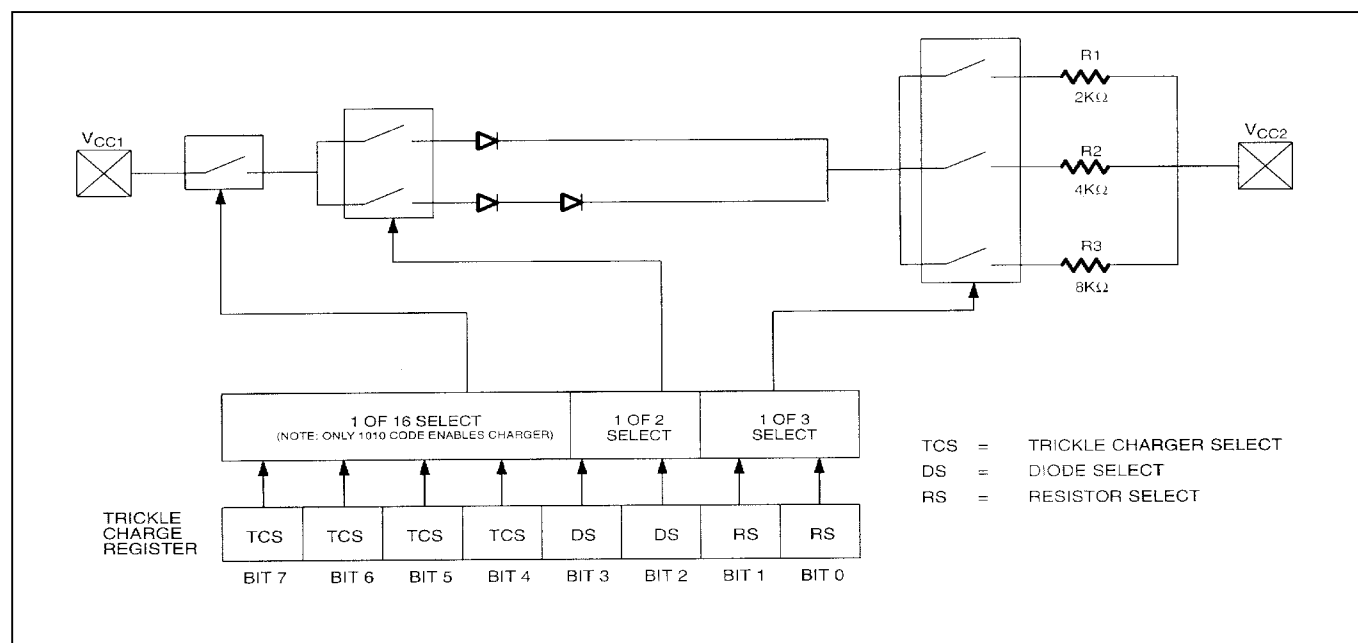 R1
2KΩ
VCC1
VCC2
R2
4KΩ
R3
8KΩ
1 OF 16 SELECT
(NOTE: ONLY 1010 CODE ENABLES CHARGER)
1 OF 2
SELECT
1 OF 3
SELECT
TCS = TRICKLE CHARGER SELECT
DS = DIODE SELECT
RS = RESISTOR SELECT
TRICKLE
CHARGE
REGISTER
TCS TCS TCS TCS DS DS RS RS
BIT 7 BIT 6 BIT 5 BIT 4 BIT 3 BIT 2 BIT 1 BIT 0